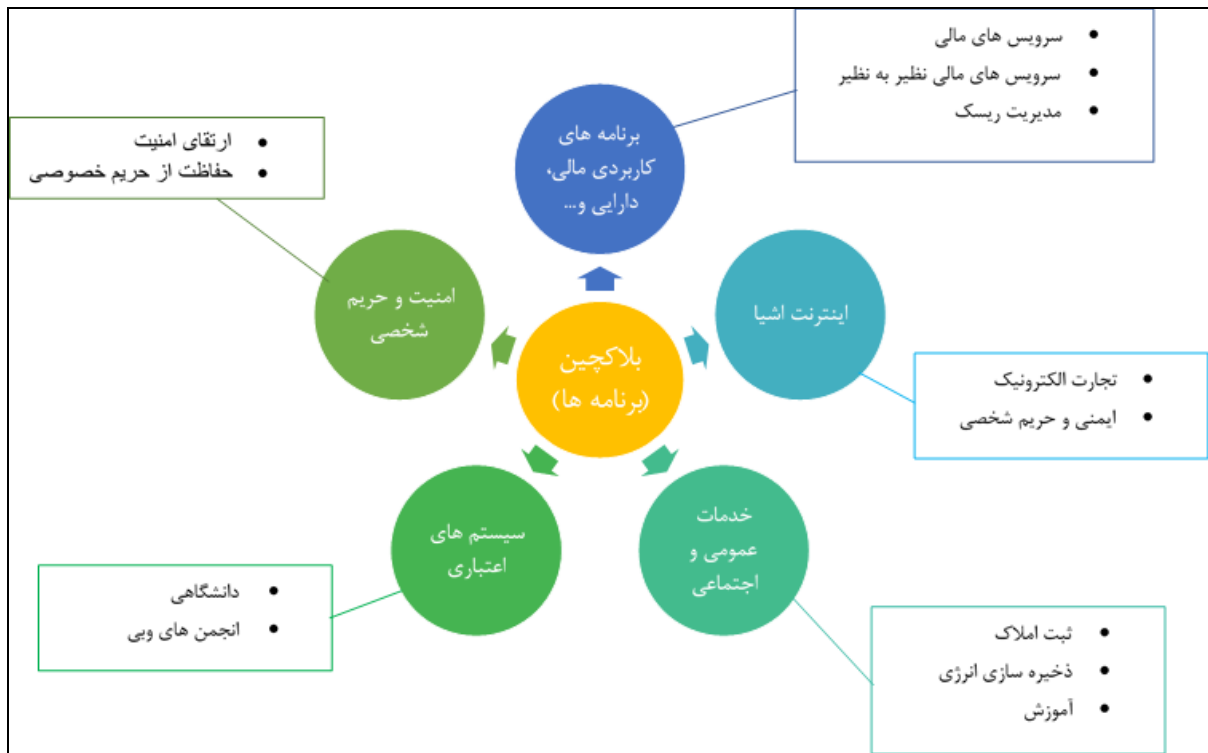 سرویس های مالی
سرویس های مالی نظیر به نظیر
مدیریت ریسک
برنامه های
کاربردی مالی،
دارایی و...
ارتقای امنیت
حفاظت از حریم خصوصی
امنیت و حریم
شخصی
اینترنت اشیا
بلاکچین
(برنامه ها)
تجارت الکترونیک
ایمنی و حریم شخصی
سیستم های
اعتباری
خدمات
عمومی و
اجتماعی
دانشگاهی
انجمن های وبی
ثبت املاک
ذخیره سازی انرژی
آموزش